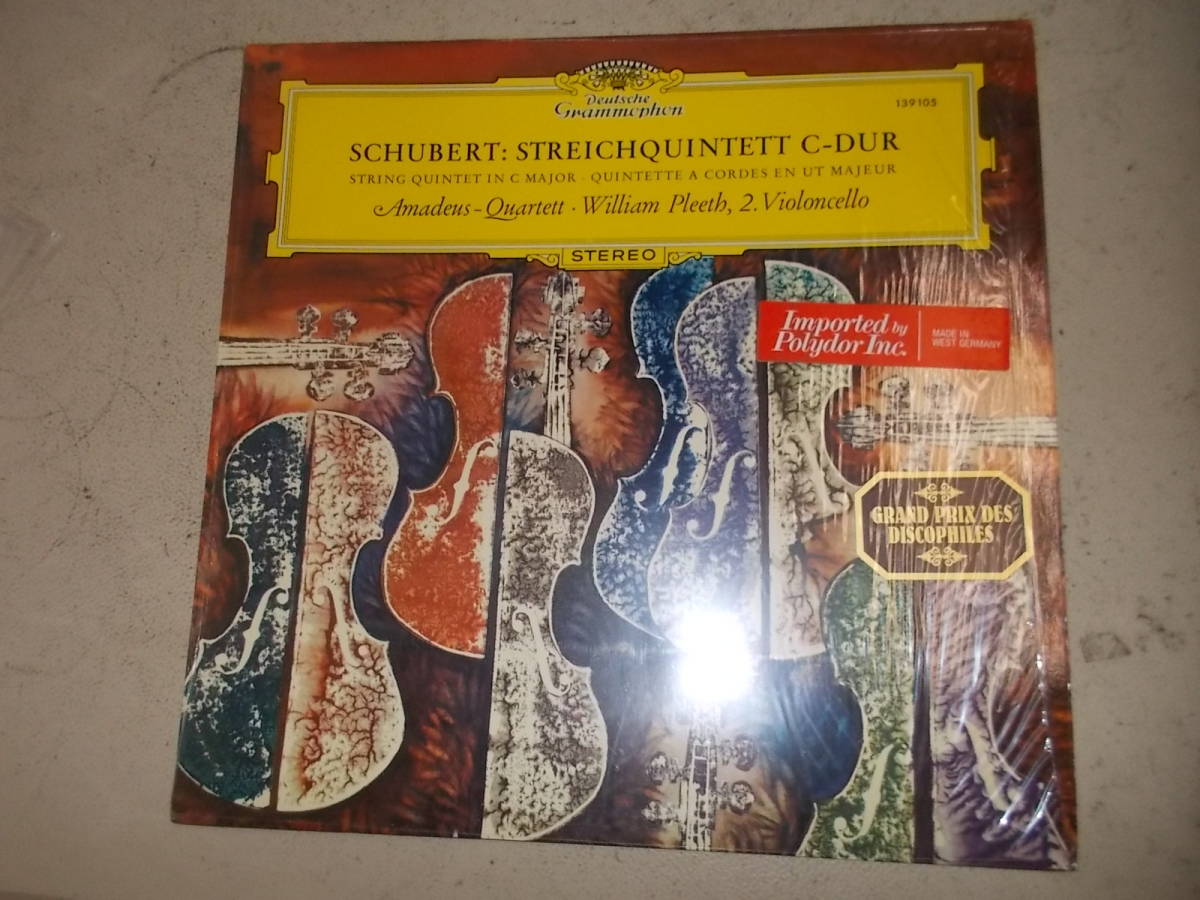 Deutsche
Grammophon
139105
SCHUBERT: STREICHQUINTETT C-DUR
STRING QUINTET IN C MAJOR · QUINTETTE A CORDES EN UT MAJEUR
Amadeus-Quartett · William Pleeth, 2. Violoncello
STEREO
Imported by
Polydor Inc.
MADE IN
WEST GERMANY
GRAND PRIX DES
DISCOPHILES